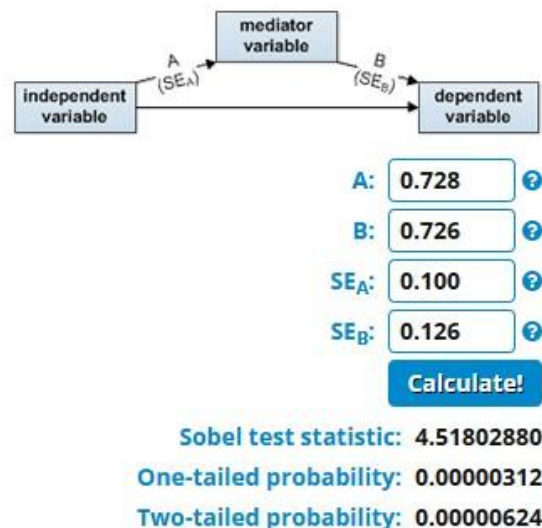 mediator
variable
A
(SEA)
B
(SEB)
independent
variable
dependent
variable
A: 0.728 ?
B: 0.726 ?
SEA: 0.100 ?
SEB: 0.126 ?
Calculate!
Sobel test statistic: 4.51802880
One-tailed probability: 0.00000312
Two-tailed probability: 0.00000624